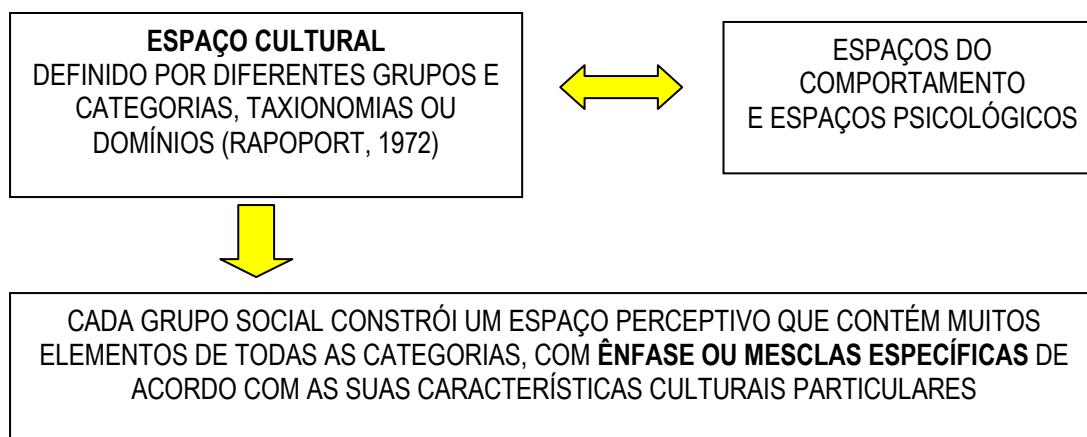 ESPAÇO CULTURAL
DEFINIDO POR DIFERENTES GRUPOS E
CATEGORIAS, TAXIONOMIAS OU
DOMÍNIOS (RAPOPORT, 1972)
ESPAÇOS DO
COMPORTAMENTO
E ESPAÇOS PSICOLÓGICOS
CADA GRUPO SOCIAL CONSTRÓI UM ESPAÇO PERCEPTIVO QUE CONTÉM MUITOS
ELEMENTOS DE TODAS AS CATEGORIAS, COM ÊNFASE OU MESCLAS ESPECÍFICAS DE
ACORDO COM AS SUAS CARACTERÍSTICAS CULTURAIS PARTICULARES